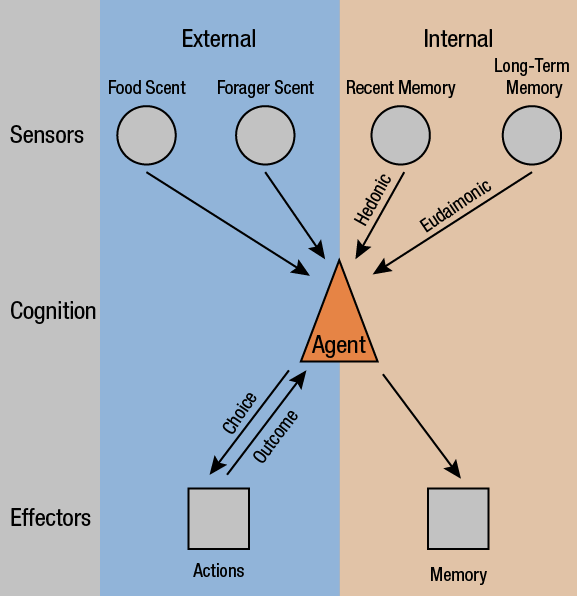 External
Internal
Food Scent
Forager Scent
Recent Memory
Long-Term
Memory
Sensors
Hedonic
Eudaimonic
Cognition
Agent
Choice
Outcome
Effectors
Actions
Memory